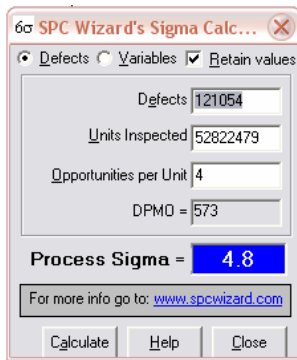 6σ SPC Wizard's Sigma Calc...
Defects Variables Retain values
Defects 121054
Units Inspected 52822479
Opportunities per Unit 4
DPMO = 573
Process Sigma = 4.8
For more info go to: www.spcwizard.com
Calculate Help Close